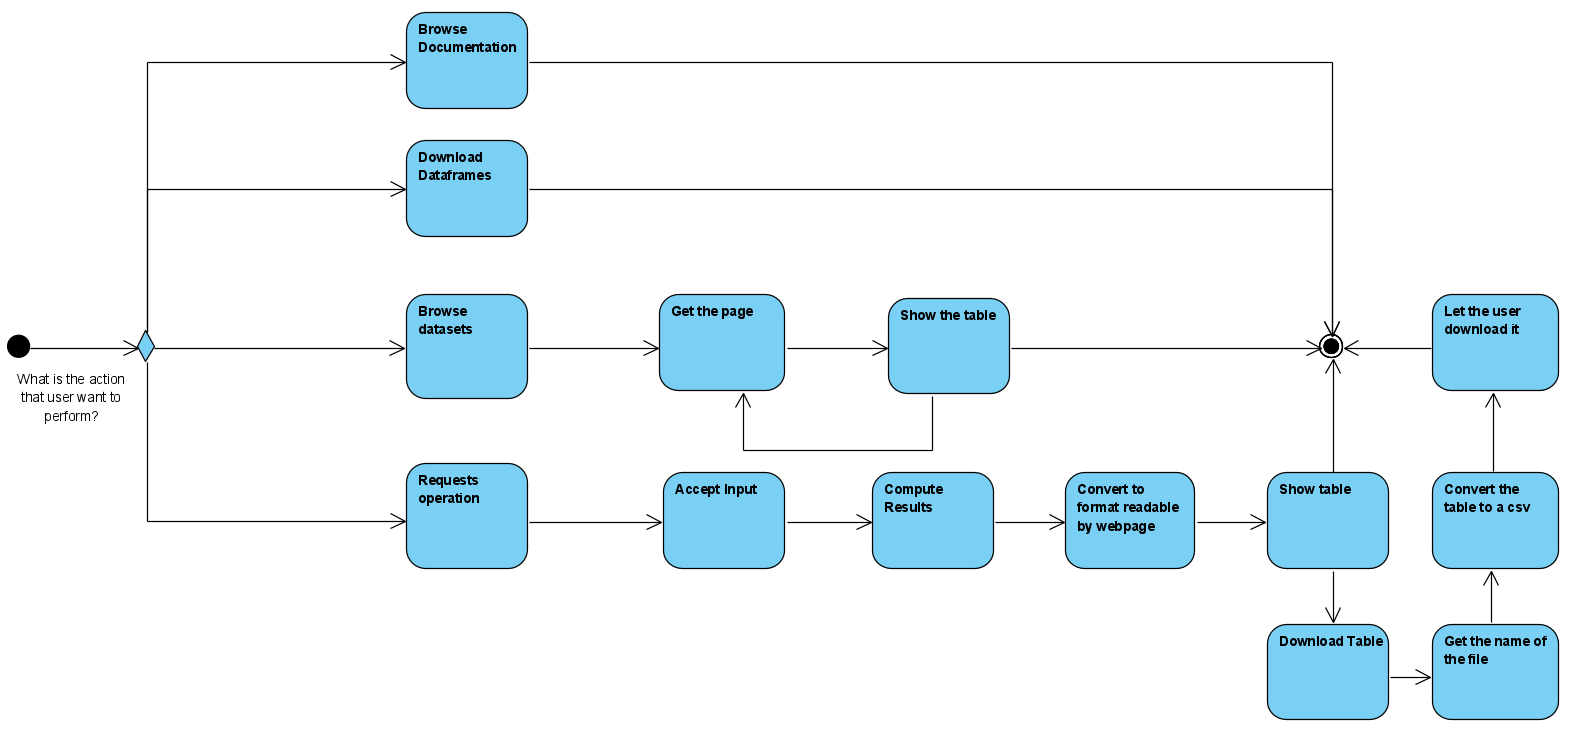 Browse
Documentation
Download
Dataframes
Browse
datasets
Get the page
Show the table
Let the user
download it
What is the action
that user want to
perform?
Requests
operation
Accept Input
Compute
Results
Convert to
format readable
by webpage
Show table
Convert the
table to a csv
Download Table
Get the name of
the file